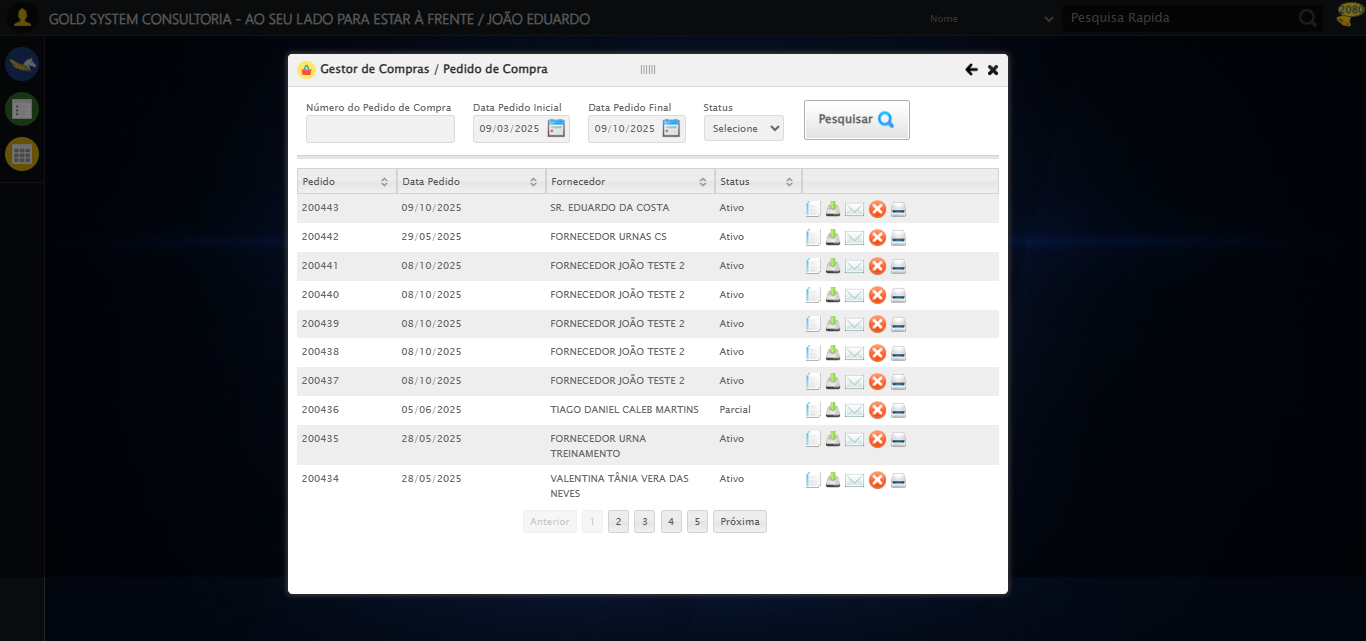 GOLD SYSTEM CONSULTORIA - AO SEU LADO PARA ESTAR À FRENTE / JOÃO EDUARDO
Nome
Pesquisa Rapida
2080
Gestor de Compras / Pedido de Compra
Número do Pedido de Compra
Data Pedido Inicial
Data Pedido Final
Status
09/03/2025
09/10/2025
Selecione
Pesquisar
Pedido Data Pedido Fornecedor Status
200443 09/10/2025 SR. EDUARDO DA COSTA Ativo
200442 29/05/2025 FORNECEDOR URNAS CS Ativo
200441 08/10/2025 FORNECEDOR JOÃO TESTE 2 Ativo
200440 08/10/2025 FORNECEDOR JOÃO TESTE 2 Ativo
200439 08/10/2025 FORNECEDOR JOÃO TESTE 2 Ativo
200438 08/10/2025 FORNECEDOR JOÃO TESTE 2 Ativo
200437 08/10/2025 FORNECEDOR JOÃO TESTE 2 Ativo
200436 05/06/2025 TIAGO DANIEL CALEB MARTINS Parcial
200435 28/05/2025 FORNECEDOR URNA Ativo
TREINAMENTO
200434 28/05/2025 VALENTINA TÂNIA VERA DAS Ativo
NEVES
Anterior 1 2 3 4 5 Próxima